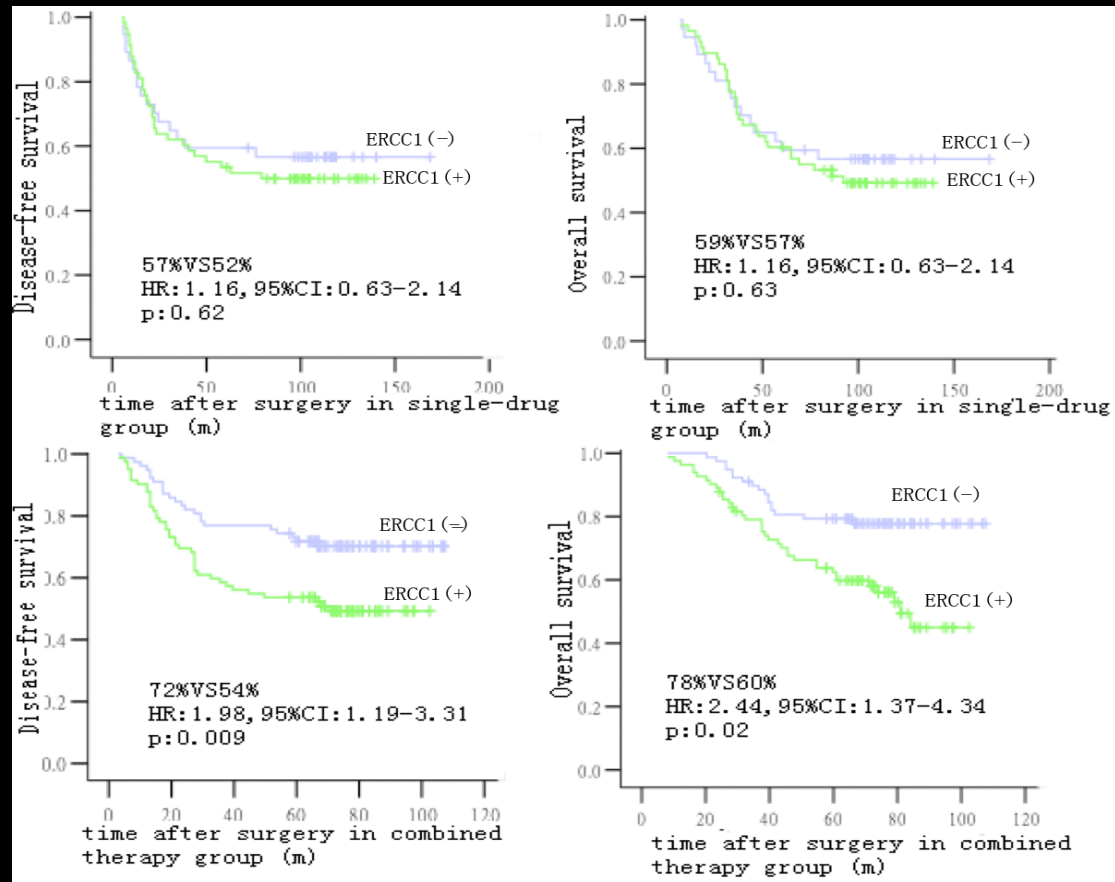 Disease-free survival
1.0
0.8
0.6
0.4
0.2
0.0
ERCC1(-)
ERCC1(+)
57%VS52%
HR:1.16,95%CI:0.63-2.14
p:0.62
0 50 100 150 200
time after surgery in single-drug
group (m)
Overall survival
1.0
0.8
0.6
0.4
0.2
0.0
ERCC1(-)
ERCC1(+)
59%VS57%
HR:1.16,95%CI:0.63-2.14
p:0.63
0 50 100 150 200
time after surgery in single-drug
group (m)
Disease-free survival
1.0
0.8
0.6
0.4
0.2
0.0
ERCC1(-)
ERCC1(+)
72%VS54%
HR:1.98,95%CI:1.19-3.31
p:0.009
0 20 40 60 80 100 120
time after surgery in combined
therapy group (m)
Overall survival
1.0
0.8
0.6
0.4
0.2
0.0
ERCC1(-)
ERCC1(+)
78%VS60%
HR:2.44,95%CI:1.37-4.34
p:0.02
0 20 40 60 80 100 120
time after surgery in combined
therapy group (m)